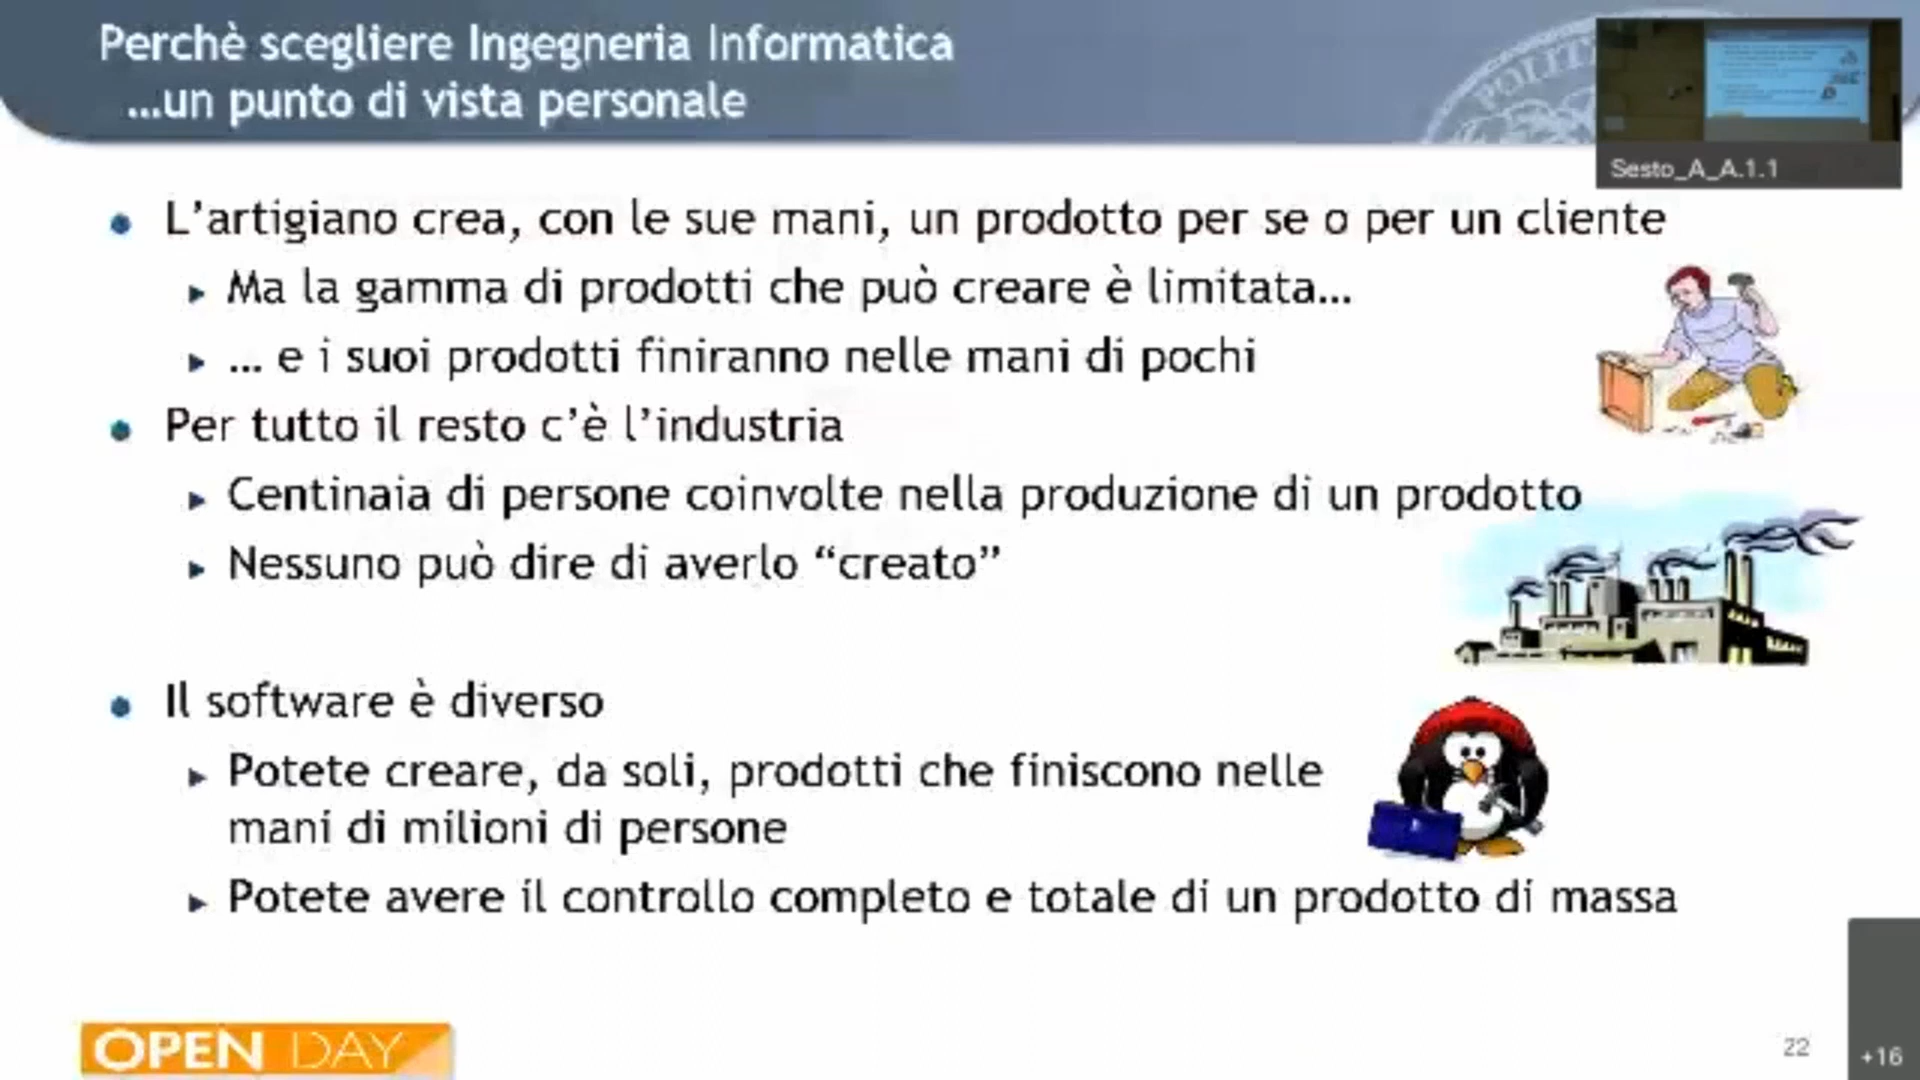 Perchè scegliere Ingegneria Informatica
...un punto di vista personale
POLIT
Sesto_A_A.1.1
L’artigiano crea, con le sue mani, un prodotto per se o per un cliente
Ma la gamma di prodotti che può creare è limitata...
... e i suoi prodotti finiranno nelle mani di pochi
Per tutto il resto c’è l’industria
Centinaia di persone coinvolte nella produzione di un prodotto
Nessuno può dire di averlo “creato”
Il software è diverso
Potete creare, da soli, prodotti che finiscono nelle
mani di milioni di persone
Potete avere il controllo completo e totale di un prodotto di massa
OPEN DAY
22
+16